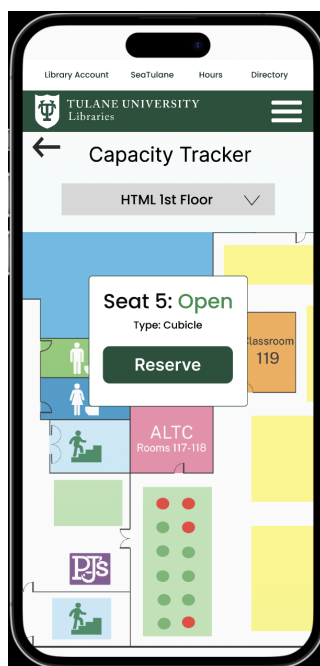 Library Account SeaTulane Hours Directory
TULANE UNIVERSITY
Libraries
Capacity Tracker
HTML 1st Floor
Seat 5: Open
Type: Cubicle
Reserve
Classroom
119
ALTC
Rooms 117-118
PJ's